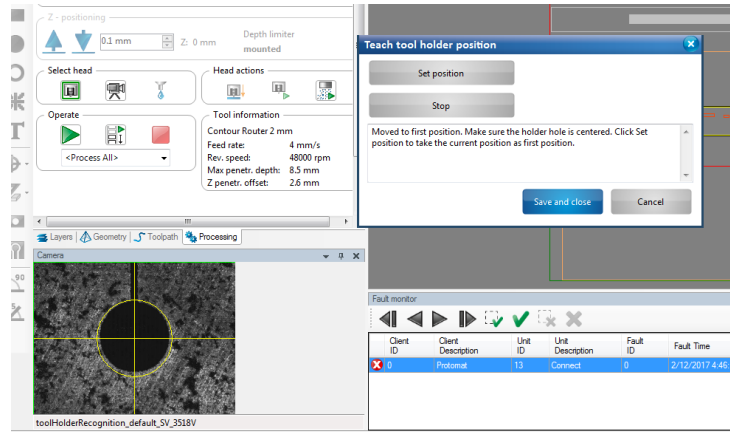 Z - positioning
0.1 mm
Z: 0 mm
Depth limiter
mounted
Select head
Head actions
Operate
<Process All>
Tool information
Contour Router 2 mm
Feed rate: 4 mm/s
Rev. speed: 48000 rpm
Max penetr. depth: 8.5 mm
Z penetr. offset: 2.6 mm
Layers
Geometry
Toolpath
Processing
Camera
toolHolderRecognition_default_SV_3518V
T
90
Teach tool holder position
Set position
Stop
Moved to first position. Make sure the holder hole is centered. Click Set
position to take the current position as first position.
Save and close
Cancel
Fault monitor
Client
ID
Client
Description
Unit
ID
Unit
Description
Fault
ID
Fault Time
0
Protomat
13
Connect
0
2/12/2017 4:46: